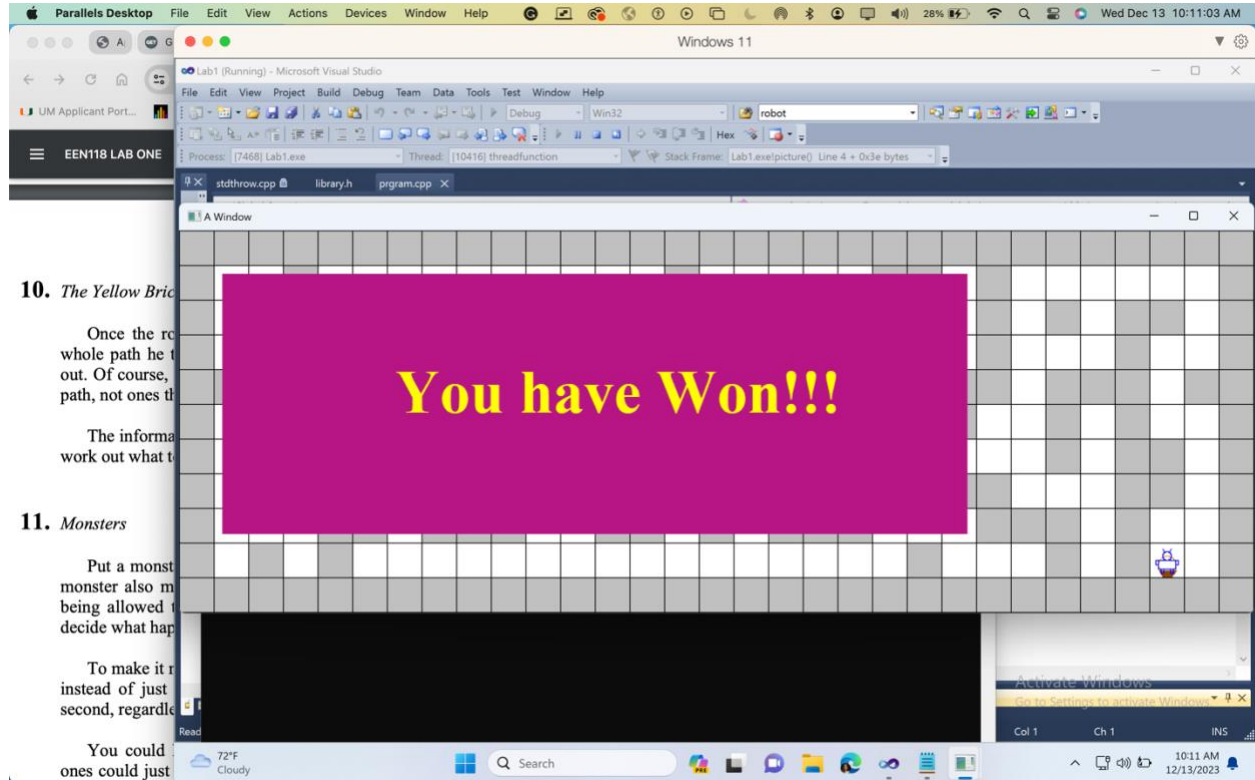 Parallels Desktop File Edit View Actions Devices Window Help 28% Wed Dec 13 10:11:03 AM
A G
Windows 11
Lab1 (Running) - Microsoft Visual Studio
File Edit View Project Build Debug Team Data Tools Test Window Help
UM Applicant Port...
Debug Win32 robot
Hex
EEN118 LAB ONE
Process: [7468] Lab1.exe Thread: [10416] threadfunction Stack Frame: Lab1.exe!picture() Line 4 + 0x3e bytes
stdthrow.cpp library.h prgram.cpp
A Window
You have Won!!!
10. The Yellow Bric
Once the ro
whole path he t
out. Of course,
path, not ones th
The informa
work out what t
11. Monsters
Put a monst
monster also m
being allowed t
decide what hap
To make it r
instead of just
second, regardle
You could
ones could just
Activate Windows
Go to Settings to activate Windows
Read Col 1 Ch 1 INS
72°F
Cloudy
Search
10:11 AM
12/13/2023